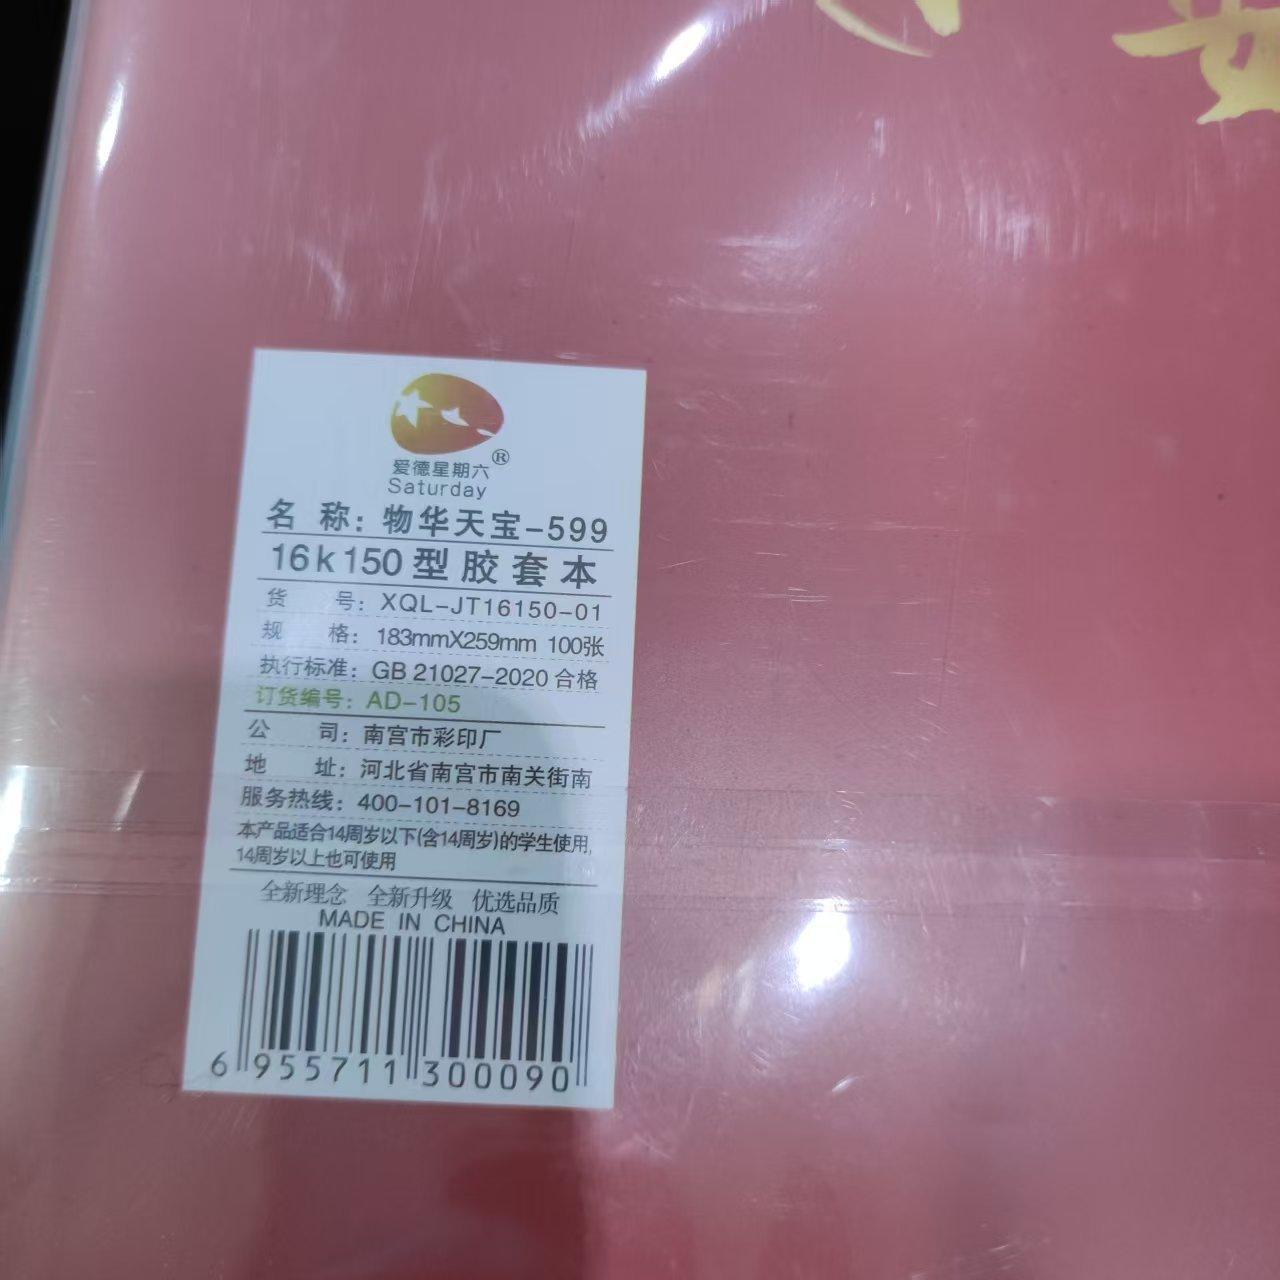 爱德星期六®
Saturday
名 称：物华天宝-599
16k150型胶套本
货 号：XQL-JT16150-01
规 格：183mmX259mm 100张
执行标准：GB 21027-2020 合格
订货编号：AD-105
公 司：南宫市彩印厂
地 址：河北省南宫市南关街南
服务热线：400-101-8169
本产品适合14周岁以下(含14周岁)的学生使用,
14周岁以上也可使用
全新理念 全新升级 优选品质
MADE IN CHINA
6 955711 300090